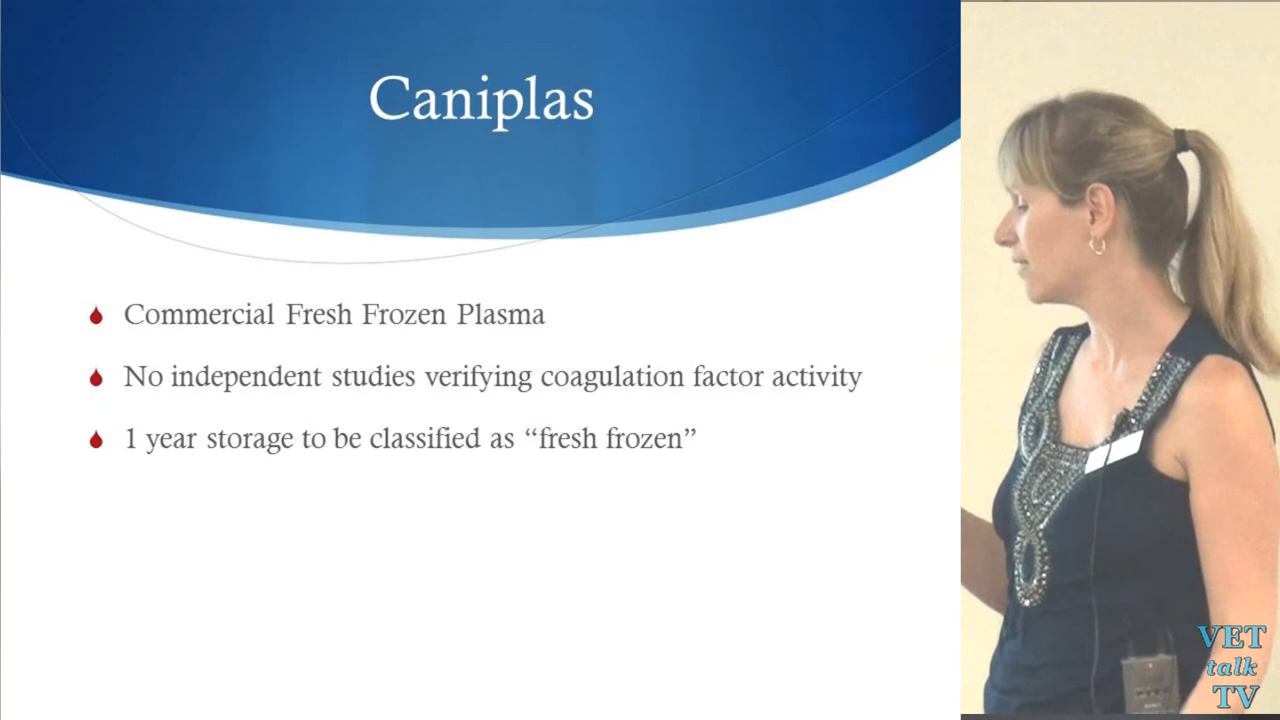 Caniplas
Commercial Fresh Frozen Plasma
No independent studies verifying coagulation factor activity
1 year storage to be classified as “fresh frozen”
VET
talk
TV